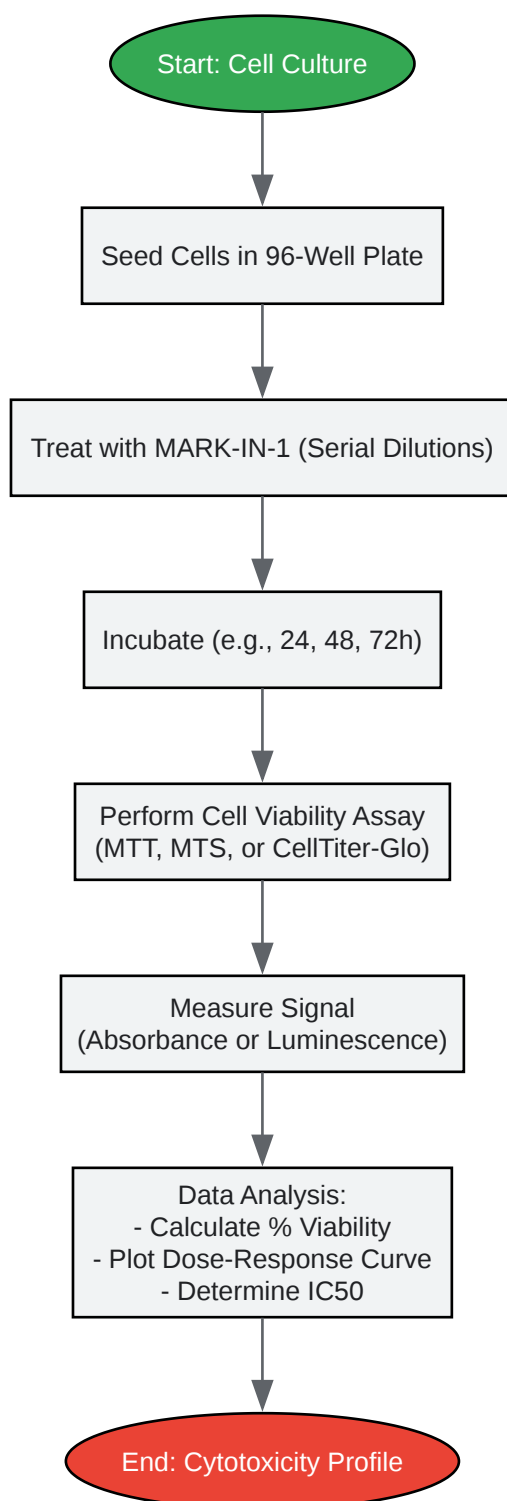 Start: Cell Culture
Seed Cells in 96-Well Plate
Treat with MARK-IN-1 (Serial Dilutions)
Incubate (e.g., 24, 48, 72h)
Perform Cell Viability Assay
(MTT, MTS, or CellTiter-Glo)
Measure Signal
(Absorbance or Luminescence)
Data Analysis:
- Calculate % Viability
- Plot Dose-Response Curve
- Determine IC50
End: Cytotoxicity Profile